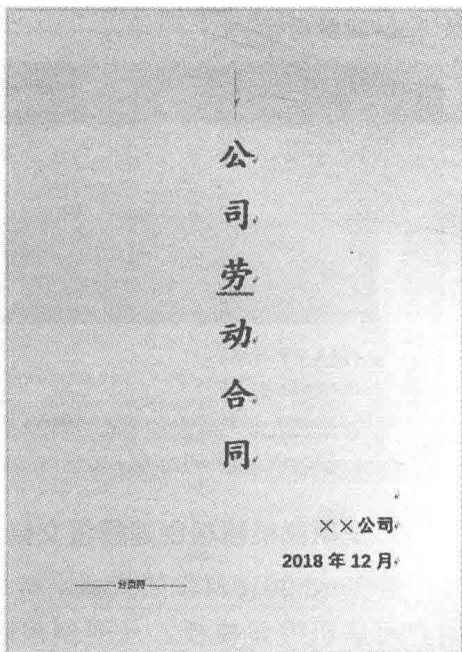 公
司
劳
动
合
同
××公司
2018 年 12 月
分页符